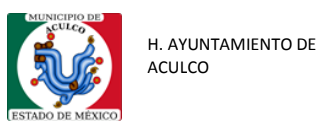 MUNICIPIO DE
ACULCO
ESTADO DE MÉXICO
H. AYUNTAMIENTO DE
ACULCO